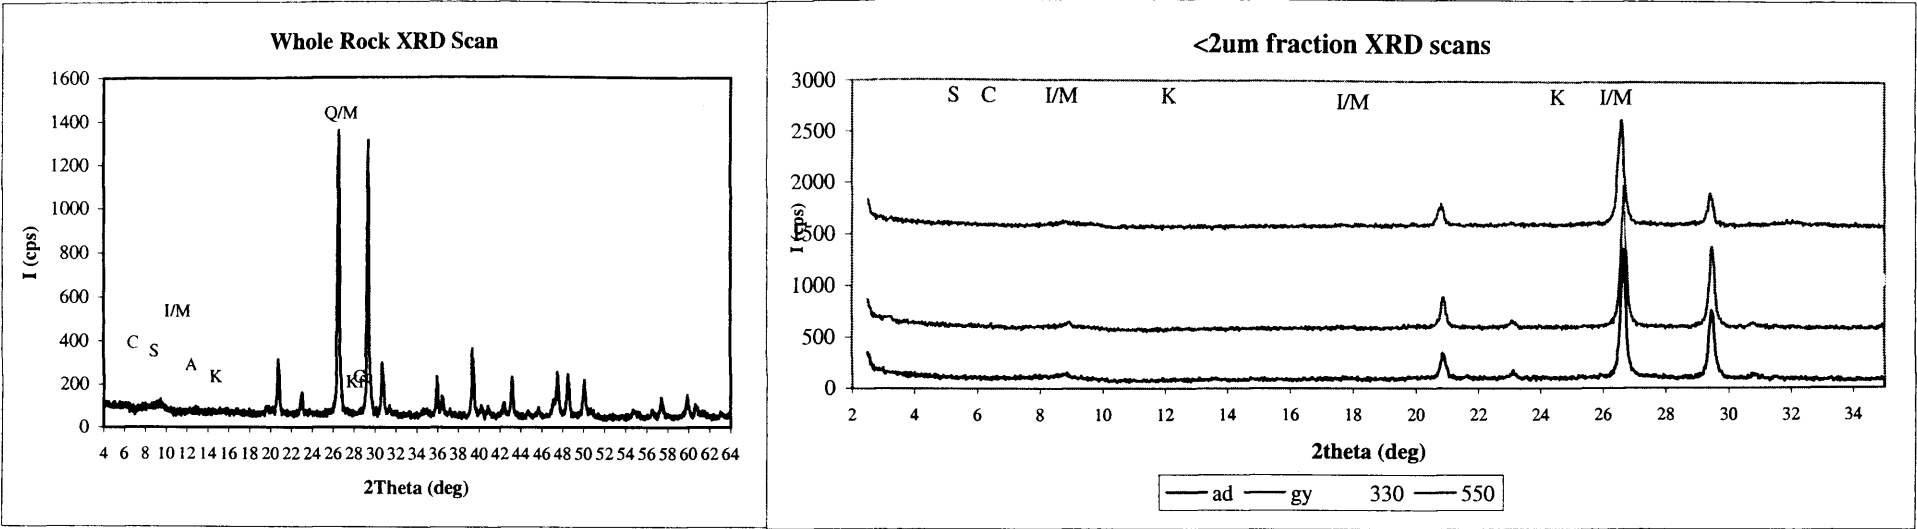 Whole Rock XRD Scan
1600
1400
1200
1000
800
600
400
200
0
I (cps)
Q/M
I/M
C
S
A
K
Kf
4 6 8 10 12 14 16 18 20 22 24 26 28 30 32 34 36 38 40 42 44 46 48 50 52 54 56 58 60 62 64
2Theta (deg)
<2um fraction XRD scans
3000
2500
2000
1500
1000
500
0
I (cps)
S C I/M K I/M K I/M
2 4 6 8 10 12 14 16 18 20 22 24 26 28 30 32 34
2theta (deg)
ad gy 330 550